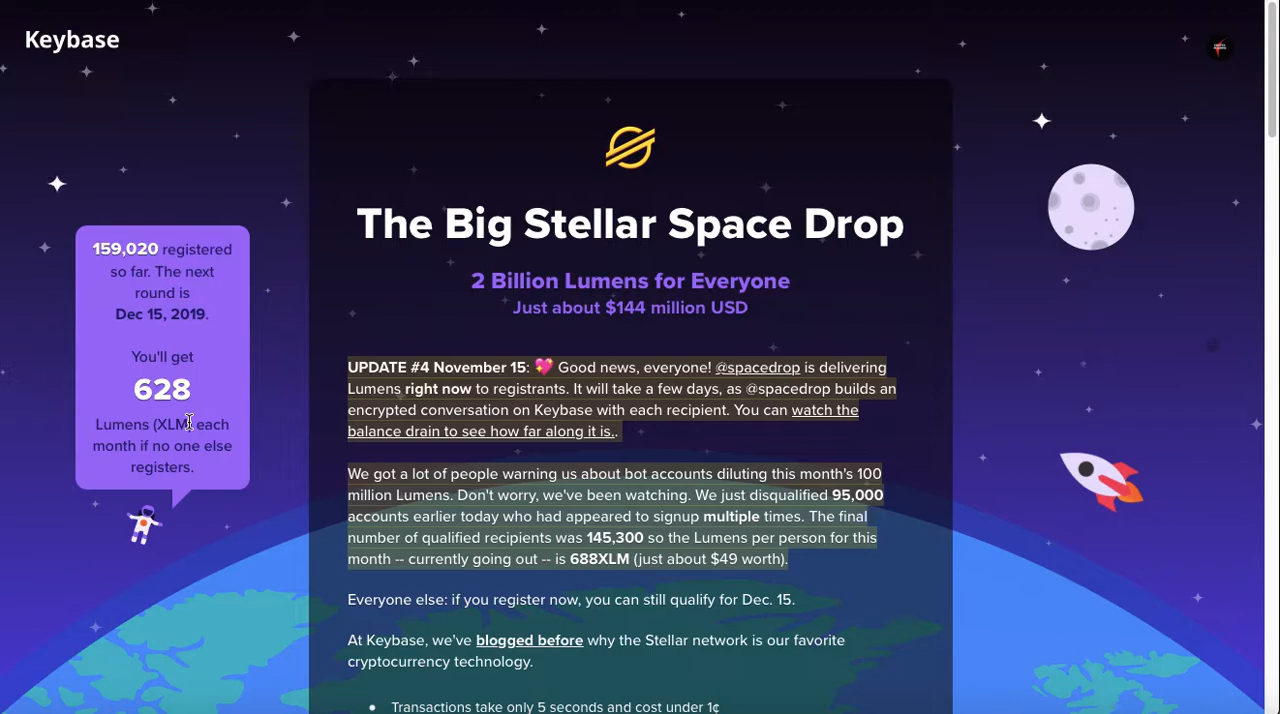 Keybase
159,020 registered
so far. The next
round is
Dec 15, 2019.
You'll get
628
Lumens (XLM) each
month if no one else
registers.
The Big Stellar Space Drop
2 Billion Lumens for Everyone
Just about $144 million USD
UPDATE #4 November 15: 💖 Good news, everyone! @spacedrop is delivering
Lumens right now to registrants. It will take a few days, as @spacedrop builds an
encrypted conversation on Keybase with each recipient. You can watch the
balance drain to see how far along it is..
We got a lot of people warning us about bot accounts diluting this month's 100
million Lumens. Don't worry, we've been watching. We just disqualified 95,000
accounts earlier today who had appeared to signup multiple times. The final
number of qualified recipients was 145,300 so the Lumens per person for this
month -- currently going out -- is 688XLM (just about $49 worth).
Everyone else: if you register now, you can still qualify for Dec. 15.
At Keybase, we've blogged before why the Stellar network is our favorite
cryptocurrency technology.
• Transactions take only 5 seconds and cost under 1¢